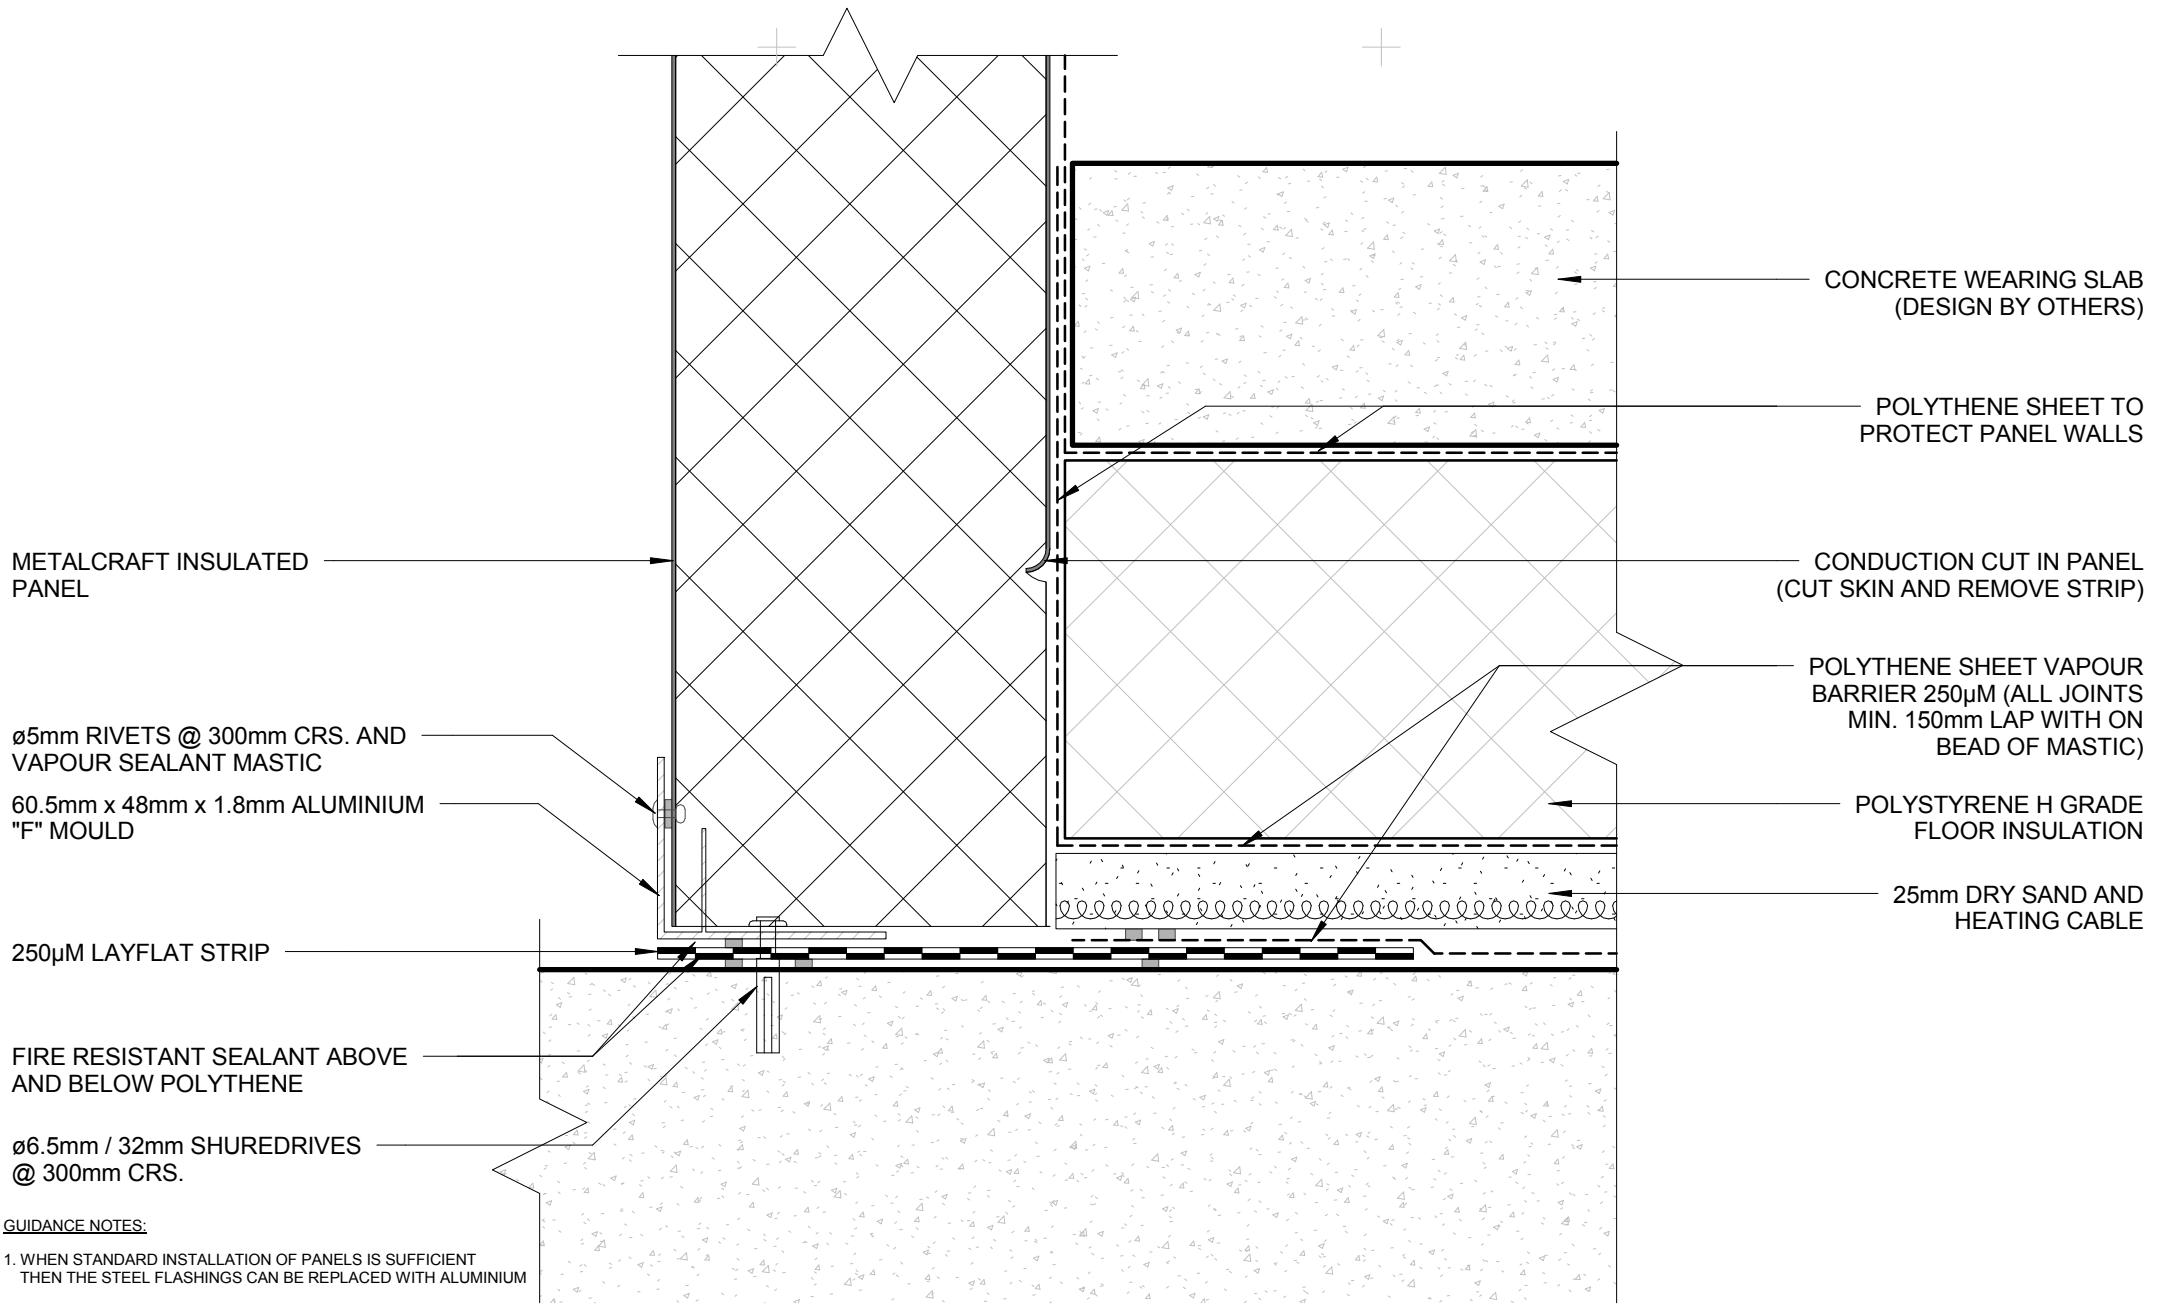 CONCRETE WEARING SLAB
(DESIGN BY OTHERS)
POLYTHENE SHEET TO
PROTECT PANEL WALLS
METALCRAFT INSULATED
PANEL
CONDUCTION CUT IN PANEL
(CUT SKIN AND REMOVE STRIP)
POLYTHENE SHEET VAPOUR
BARRIER 250µM (ALL JOINTS
MIN. 150mm LAP WITH ON
BEAD OF MASTIC)
ø5mm RIVETS @ 300mm CRS. AND
VAPOUR SEALANT MASTIC
60.5mm x 48mm x 1.8mm ALUMINIUM
"F" MOULD
POLYSTYRENE H GRADE
FLOOR INSULATION
25mm DRY SAND AND
HEATING CABLE
250µM LAYFLAT STRIP
FIRE RESISTANT SEALANT ABOVE
AND BELOW POLYTHENE
ø6.5mm / 32mm SHUREDRIVES
@ 300mm CRS.
GUIDANCE NOTES:
1. WHEN STANDARD INSTALLATION OF PANELS IS SUFFICIENT
THEN THE STEEL FLASHINGS CAN BE REPLACED WITH ALUMINIUM